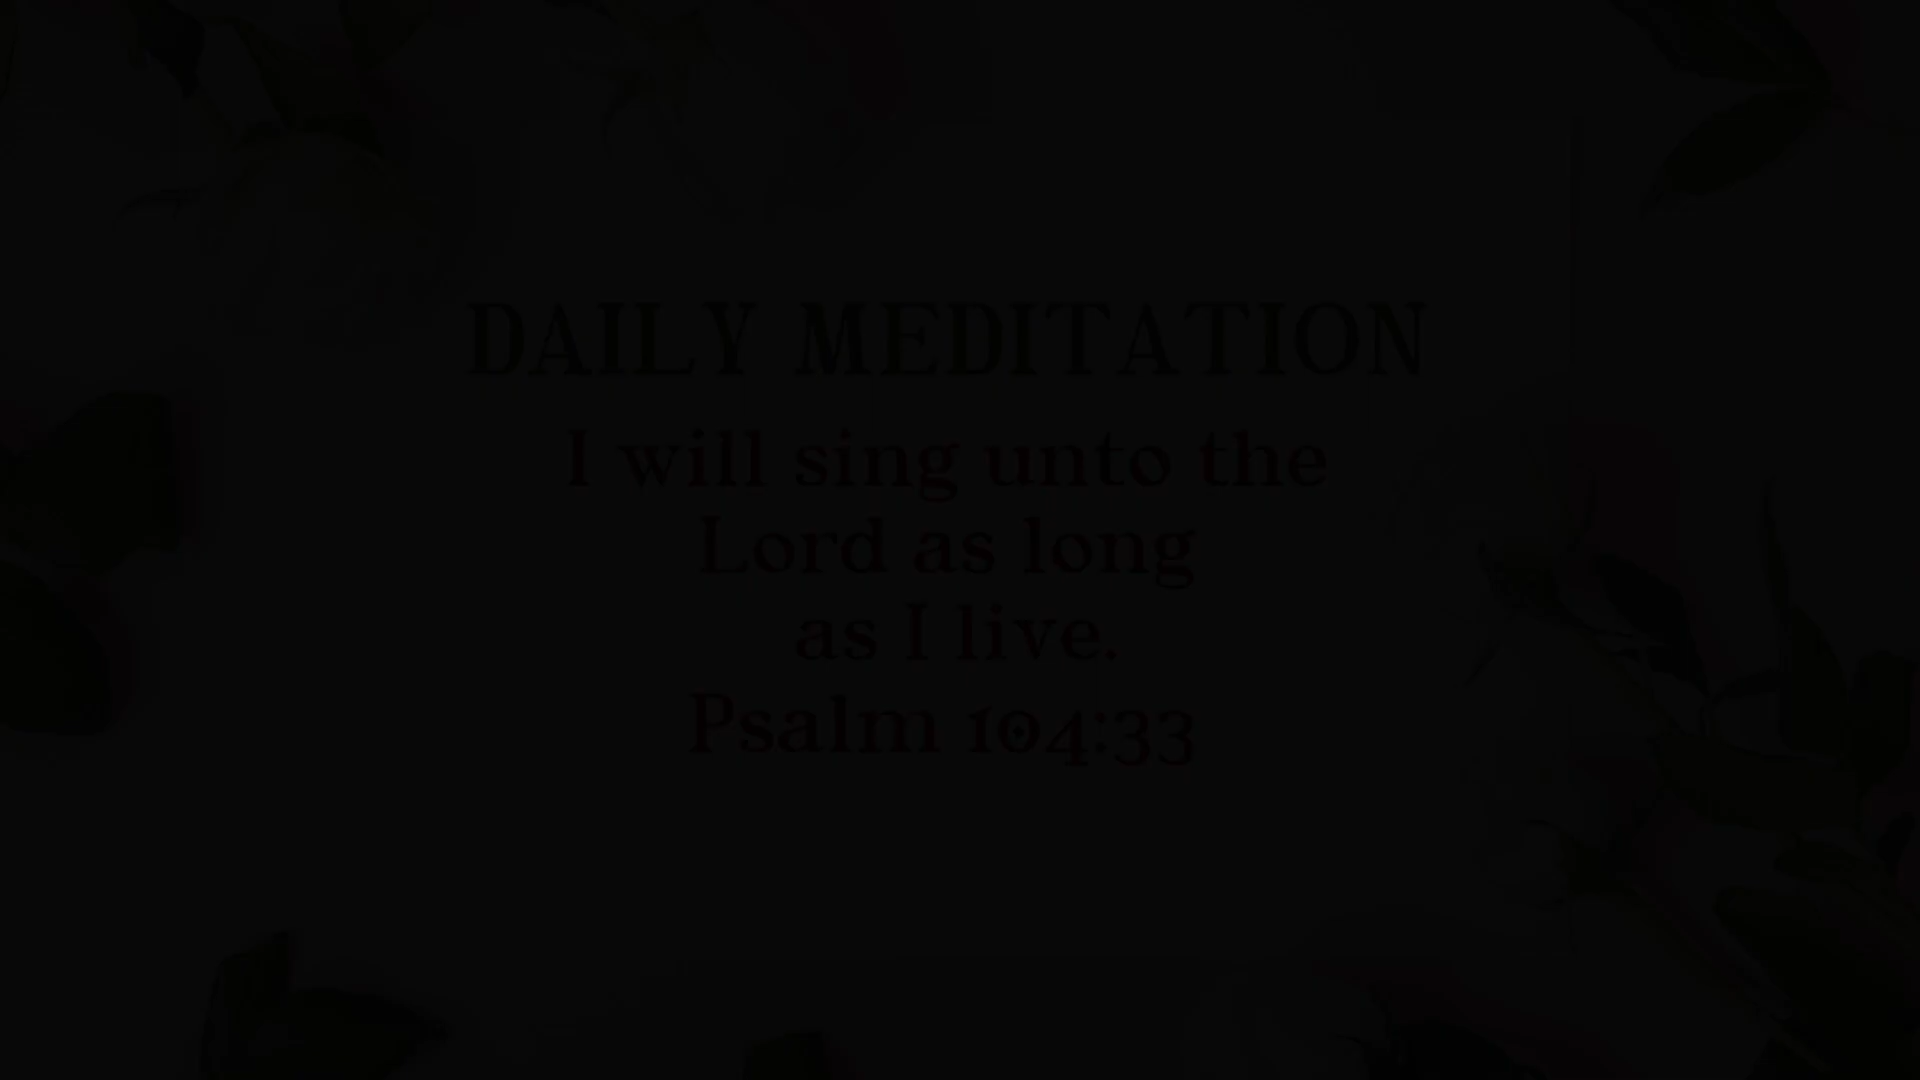 DAILY MEDITATION
I will sing unto the
Lord as long
as I live.
Psalm 104:33